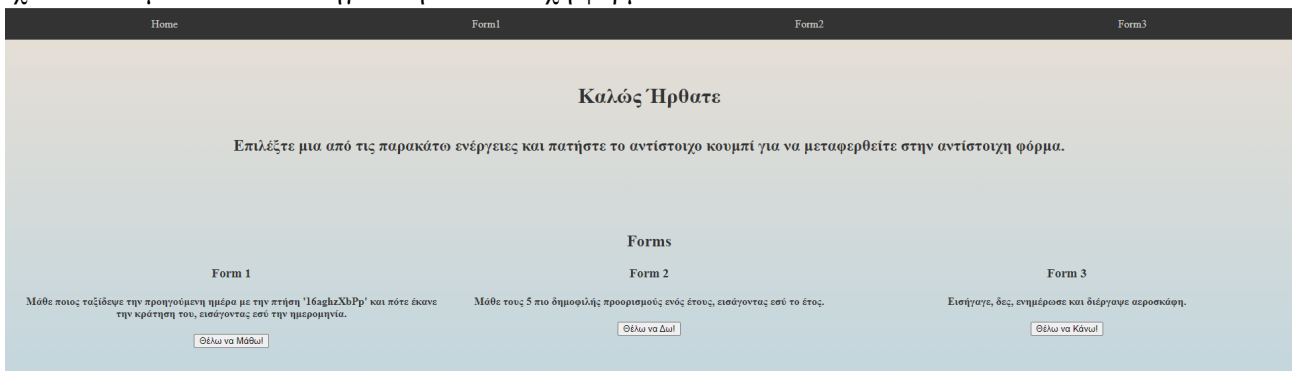 Home Form1 Form2 Form3
Καλώς Ήρθατε
Επιλέξτε μια από τις παρακάτω ενέργειες και πατήστε το αντίστοιχο κουμπί για να μεταφερθείτε στην αντίστοιχη φόρμα.
Forms
Form 1
Μάθε ποιος ταξίδεψε την προηγούμενη ημέρα με την πτήση '16aghzXbPp' και πότε έκανε
την κράτηση του, εισάγοντας εσύ την ημερομηνία.
Θέλω να Μάθω!
Form 2
Μάθε τους 5 πιο δημοφιλής προορισμούς ενός έτους, εισάγοντας εσύ το έτος.
Θέλω να Δω!
Form 3
Εισήγαγε, δες, ενημέρωσε και διέργαψε αεροσκάφη.
Θέλω να Κάνω!